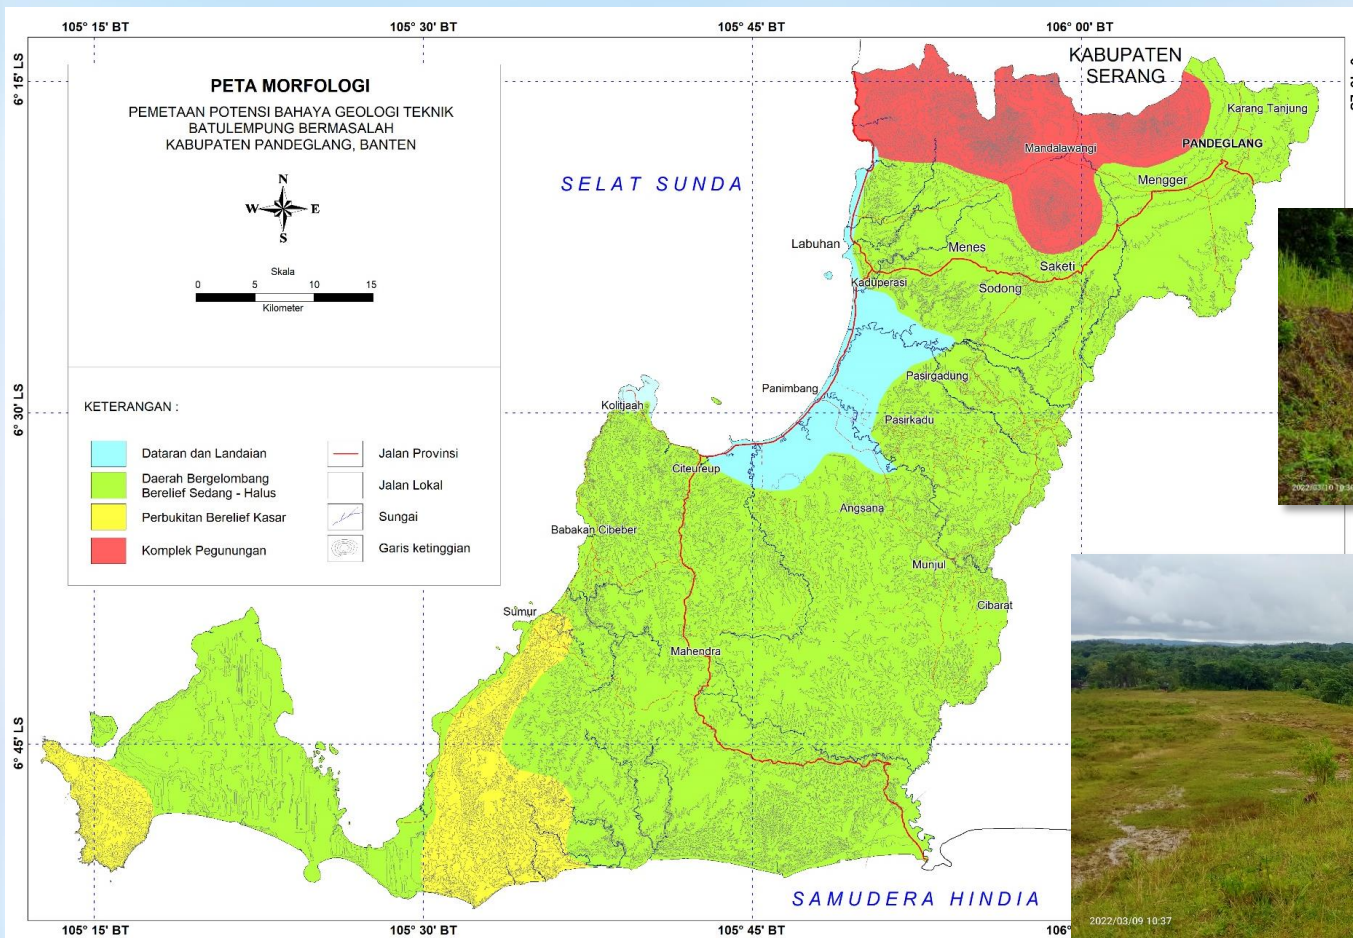 105° 15' BT
105° 30' BT
105° 45' BT
106° 00' BT
6° 15' LS
6° 30' LS
6° 45' LS
PETA MORFOLOGI
PEMETAAN POTENSI BAHAYA GEOLOGI TEKNIK
BATULEMPUNG BERMASALAH
KABUPATEN PANDEGLANG, BANTEN
N
W
E
S
Skala
0
5
10
15
Kilometer
KETERANGAN :
Dataran dan Landaian
Daerah Bergelombang
Berelief Sedang - Halus
Perbukitan Berelief Kasar
Komplek Pegunungan
Jalan Provinsi
Jalan Lokal
Sungai
Garis ketinggian
KABUPATEN
SERANG
Karang Tanjung
PANDEGLANG
Mandalawangi
Mengger
SELAT SUNDA
Labuhan
Menes
Saketi
Kaduperasi
Sodong
Panimbang
Pasirgadung
Kolitjaah
Pasirkadu
Citeureup
Angsana
Babakan Cibeber
Munjul
Cibarat
Sumur
Mahendra
SAMUDERA HINDIA
2022/03/09 10:37
105° 15' BT
105° 30' BT
105° 45' BT